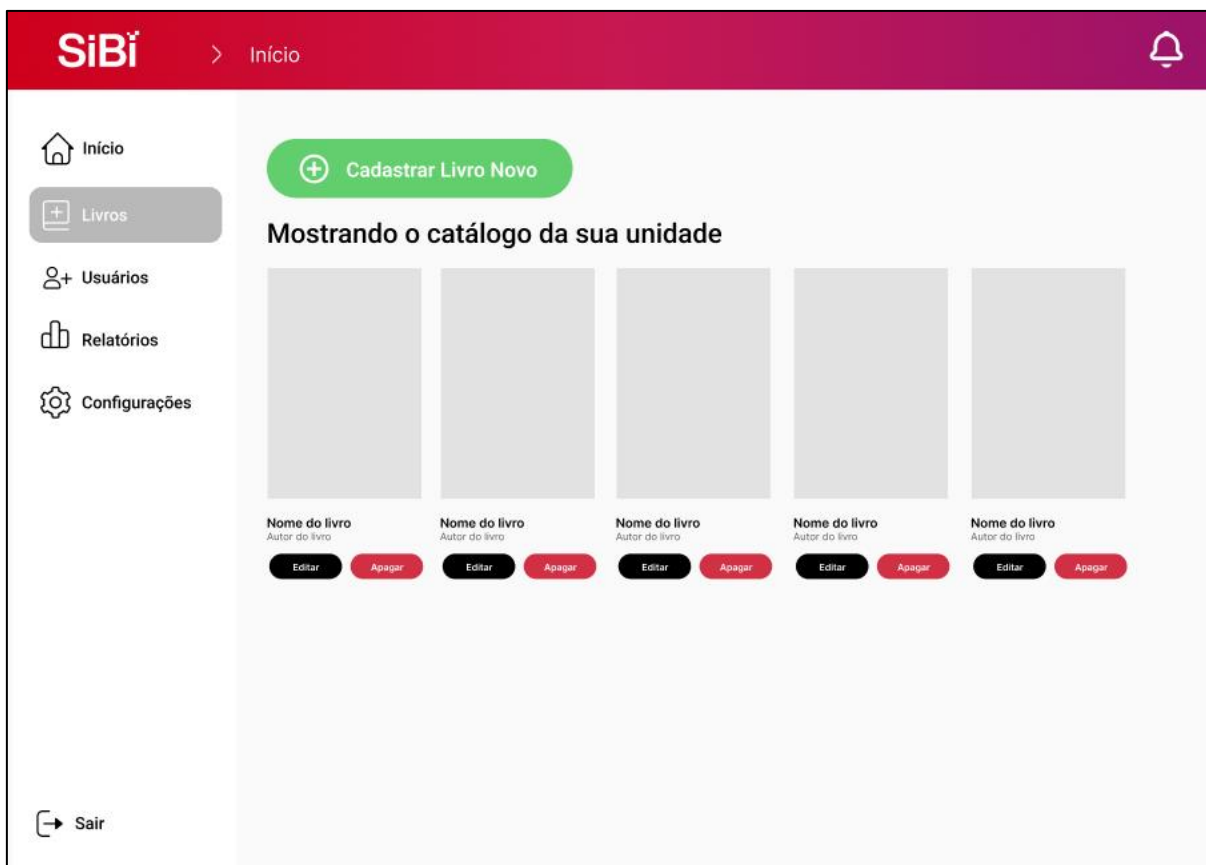 SiBi
Início
Início
Livros
Usuários
Relatórios
Configurações
Sair
Cadastrar Livro Novo
Mostrando o catálogo da sua unidade
Nome do livro Nome do livro Nome do livro Nome do livro Nome do livro
Autor do livro Autor do livro Autor do livro Autor do livro Autor do livro
Editar Apagar Editar Apagar Editar Apagar Editar Apagar Editar Apagar